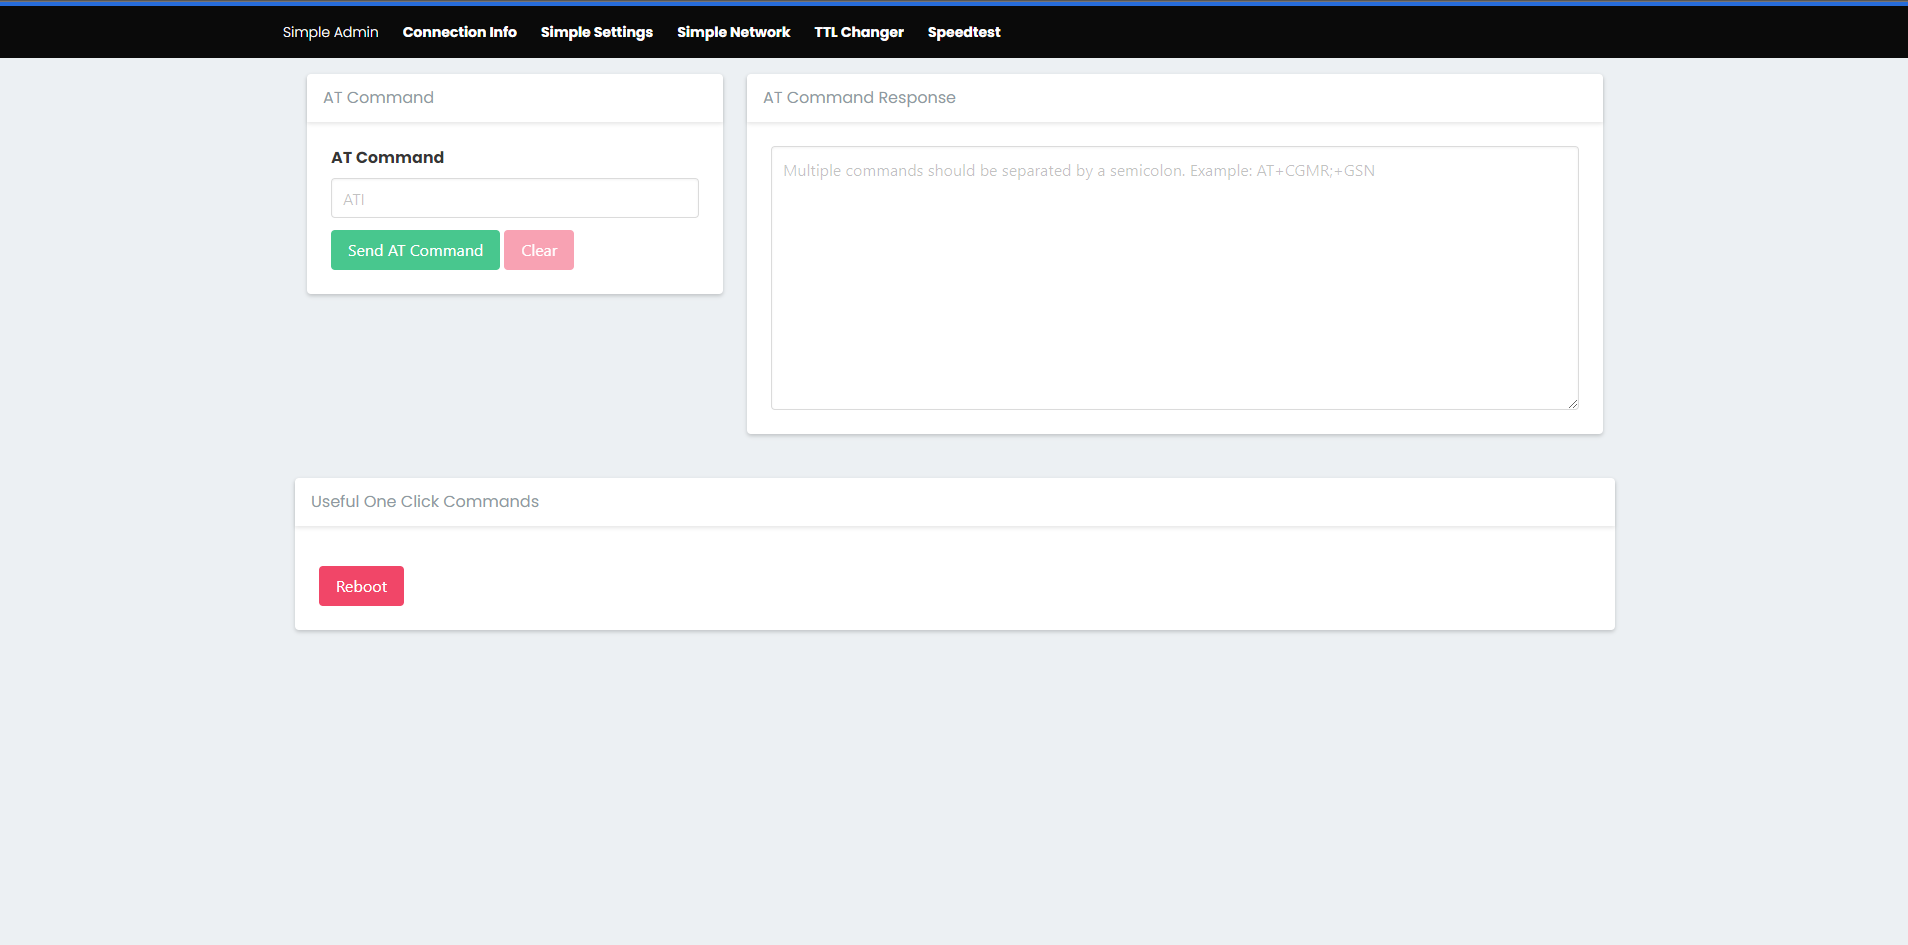 Simple Admin Connection Info Simple Settings Simple Network TTL Changer Speedtest
AT Command
AT Command
ATI
Send AT Command Clear
AT Command Response
Multiple commands should be separated by a semicolon. Example: AT+CGMR;+GSN
Useful One Click Commands
Reboot